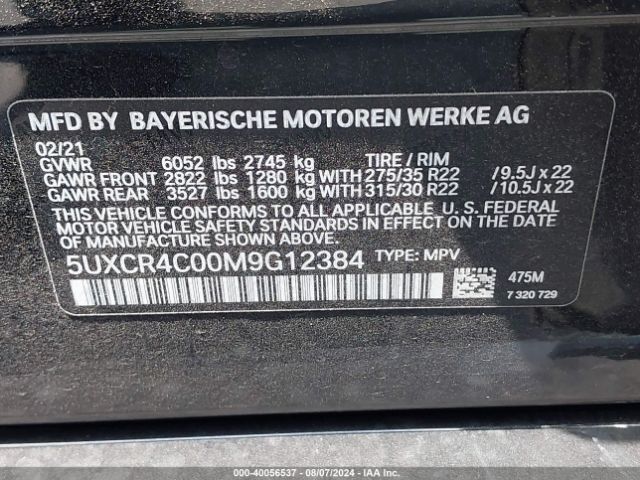 MFD BY BAYERISCHE MOTOREN WERKE AG
02/21
GVWR 6052 lbs 2745 kg TIRE / RIM
GAWR FRONT 2822 lbs 1280 kg WITH 275/35 R22 / 9.5J x 22
GAWR REAR 3527 lbs 1600 kg WITH 315/30 R22 / 10.5J x 22
THIS VEHICLE CONFORMS TO ALL APPLICABLE U. S. FEDERAL
MOTOR VEHICLE SAFETY STANDARDS IN EFFECT ON THE
DATE OF MANUFACTURE SHOWN ABOVE.
5UXCR4C00M9G12384 TYPE: MPV
475M
7 320 729
000-40056537 - 08/07/2024 - IAA Inc.